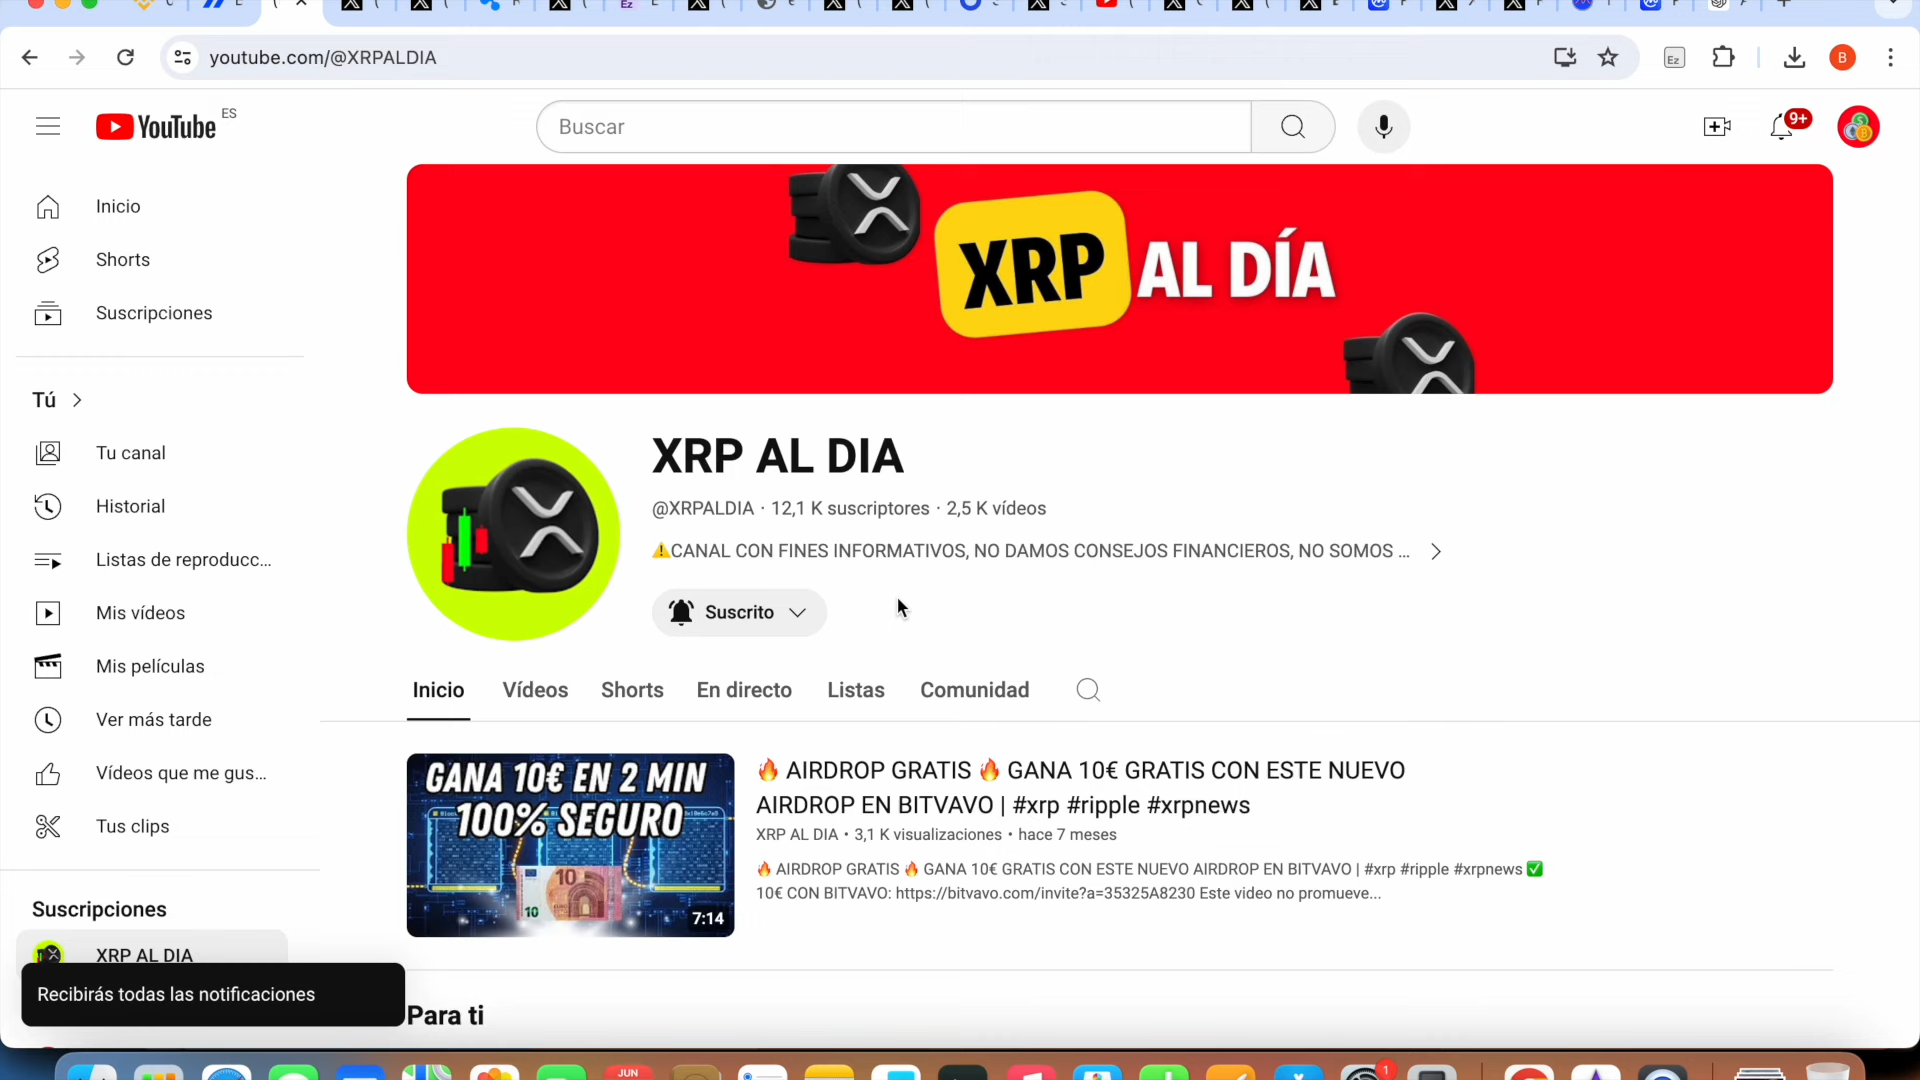 youtube.com/@XRPALDIA
Ez
B
YouTube ES
Buscar
9+
Inicio
Shorts
Suscripciones
Tú
Tu canal
Historial
Listas de reproducc...
Mis vídeos
Mis películas
Ver más tarde
Vídeos que me gus...
Tus clips
Suscripciones
XRP AL DIA
Recibirás todas las notificaciones
XRP AL DÍA
XRP AL DIA
@XRPALDIA · 12,1 K suscriptores · 2,5 K vídeos
⚠️CANAL CON FINES INFORMATIVOS, NO DAMOS CONSEJOS FINANCIEROS, NO SOMOS ...
Suscrito
Inicio Vídeos Shorts En directo Listas Comunidad
GANA 10€ EN 2 MIN
100% SEGURO
10
10
7:14
🔥 AIRDROP GRATIS 🔥 GANA 10€ GRATIS CON ESTE NUEVO
AIRDROP EN BITVAVO | #xrp #ripple #xrpnews
XRP AL DIA • 3,1 K visualizaciones • hace 7 meses
🔥 AIRDROP GRATIS 🔥 GANA 10€ GRATIS CON ESTE NUEVO AIRDROP EN BITVAVO | #xrp #ripple #xrpnews ✅
10€ CON BITVAVO: https://bitvavo.com/invite?a=35325A8230 Este video no promueve...
Para ti
JUN
1